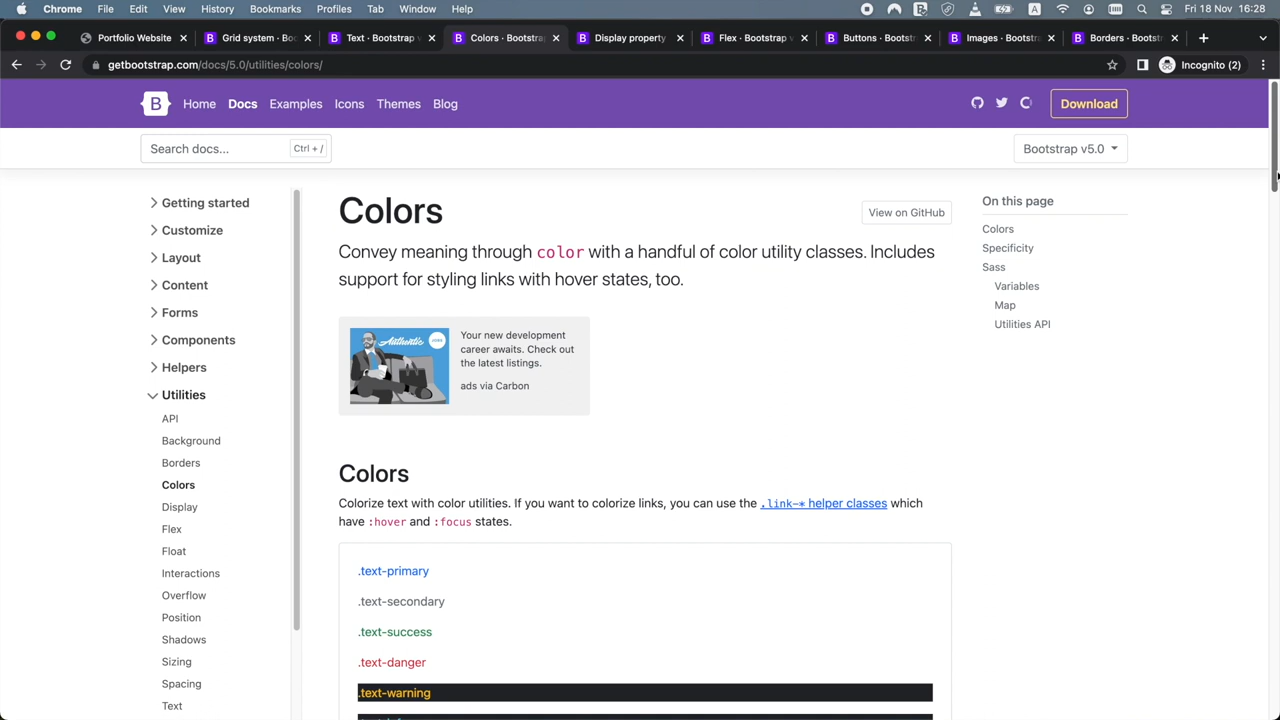 Chrome File Edit View History Bookmarks Profiles Tab Window Help
A
Fri 18 Nov 16:28
Portfolio Website
Grid system · Boo
Text · Bootstrap v
Colors · Bootstrap
Display property
Flex · Bootstrap v
Buttons · Bootstr
Images · Bootstra
Borders · Bootstr
getbootstrap.com/docs/5.0/utilities/colors/
Incognito (2)
B Home Docs Examples Icons Themes Blog
Download
Search docs... Ctrl + /
Bootstrap v5.0
Getting started
Customize
Layout
Content
Forms
Components
Helpers
Utilities
API
Background
Borders
Colors
Display
Flex
Float
Interactions
Overflow
Position
Shadows
Sizing
Spacing
Text
Colors
View on GitHub
Convey meaning through color with a handful of color utility classes. Includes
support for styling links with hover states, too.
Authentic
JOBS
Your new development
career awaits. Check out
the latest listings.
ads via Carbon
Colors
Colorize text with color utilities. If you want to colorize links, you can use the .link-* helper classes which
have :hover and :focus states.
.text-primary
.text-secondary
.text-success
.text-danger
.text-warning
On this page
Colors
Specificity
Sass
Variables
Map
Utilities API